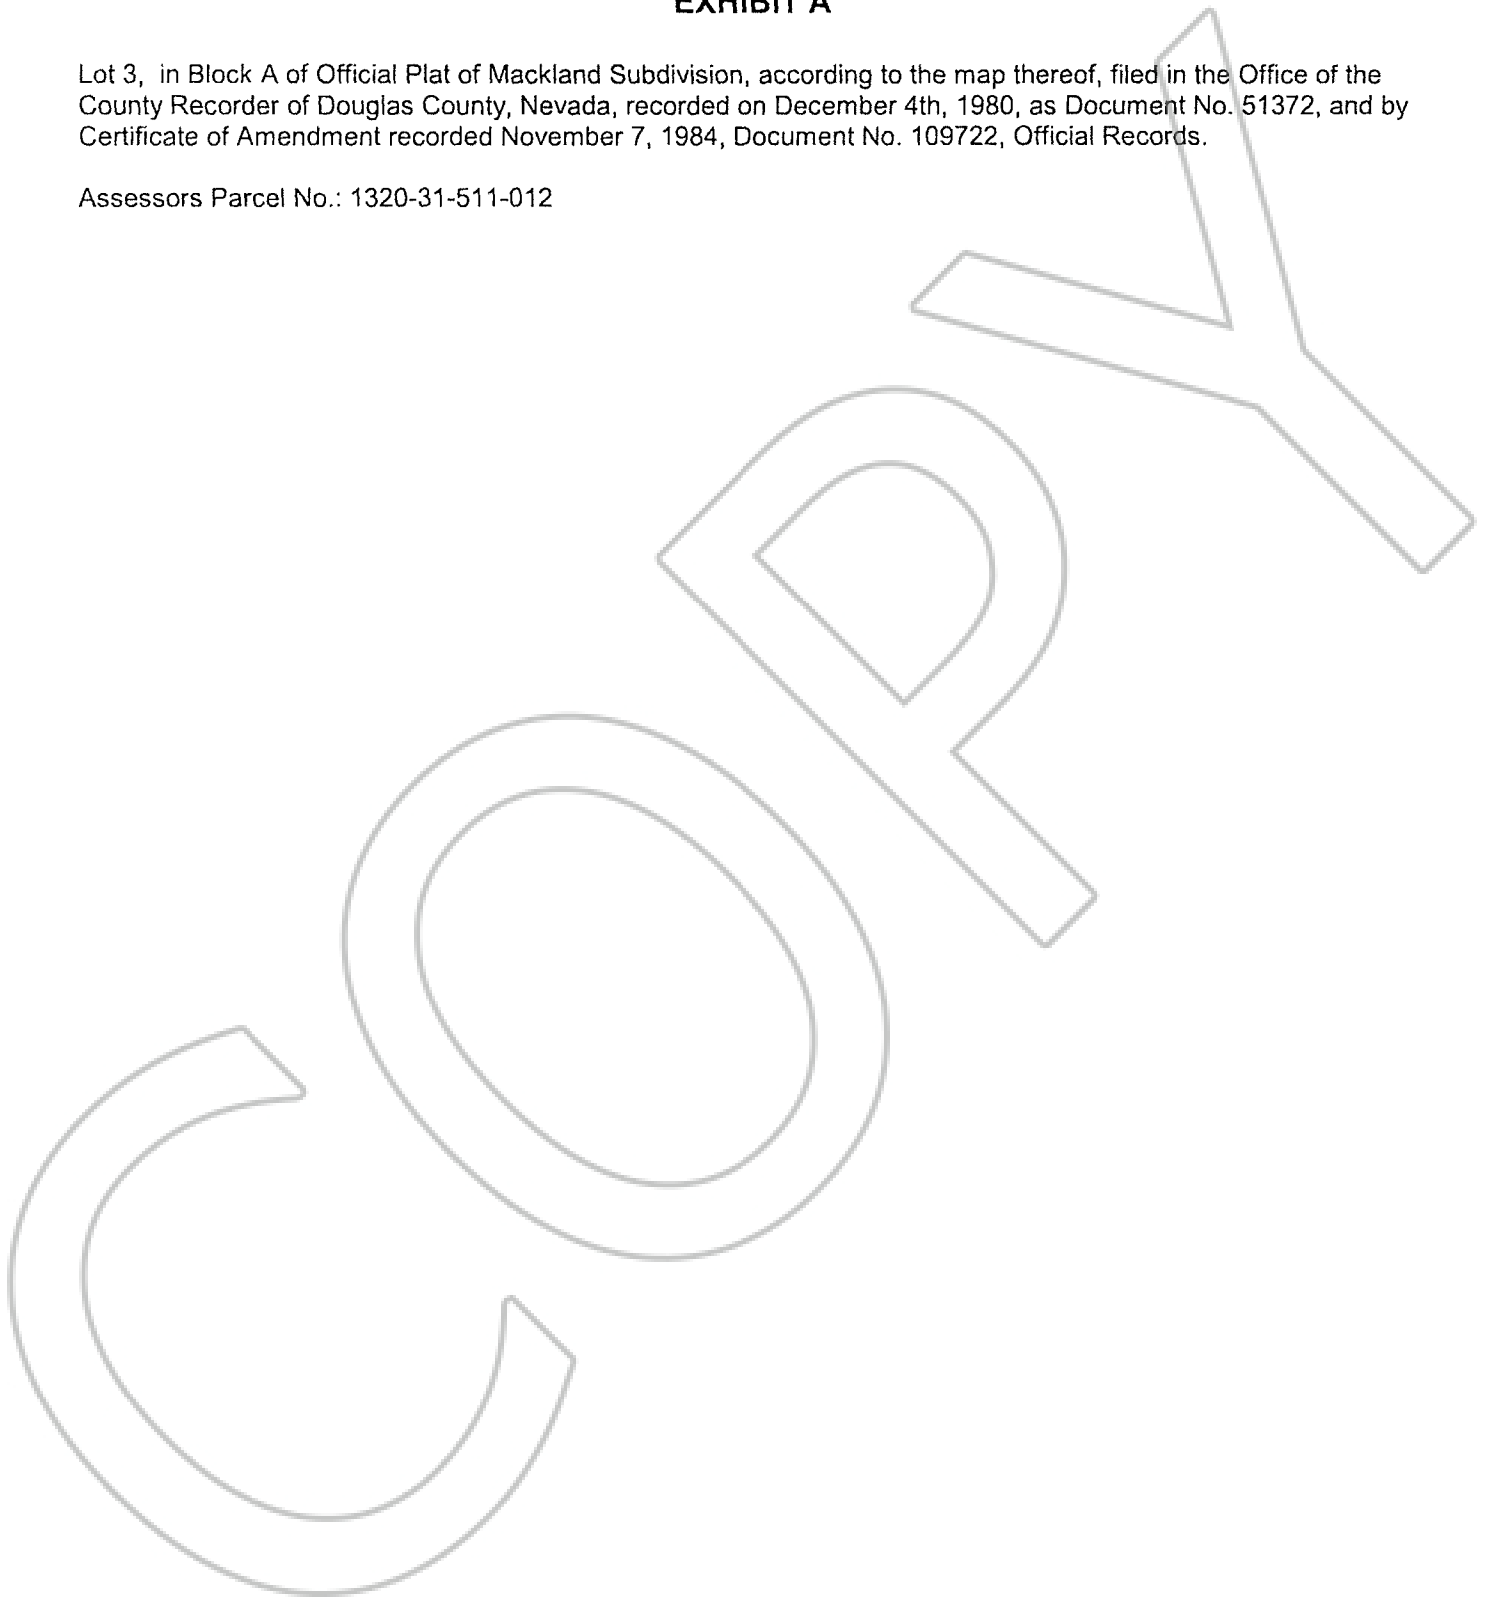 EXHIBIT A
Lot 3, in Block A of Official Plat of Mackland Subdivision, according to the map thereof, filed in the Office of the
County Recorder of Douglas County, Nevada, recorded on December 4th, 1980, as Document No. 51372, and by
Certificate of Amendment recorded November 7, 1984, Document No. 109722, Official Records.
Assessors Parcel No.: 1320-31-511-012
COPY